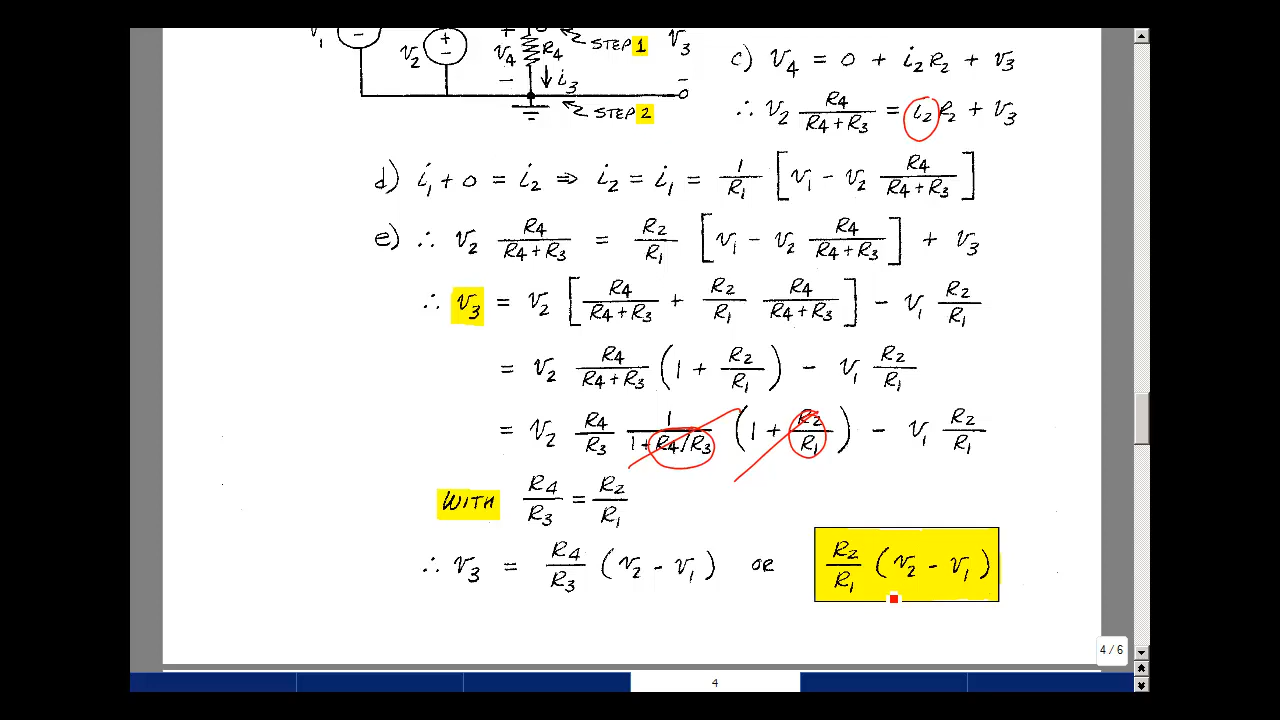 v1
v2
+
−
+
v4
−
R4
i3
STEP 1
STEP 2
v3
−
c) v4 = 0 + i2 R2 + v3
∴ v2 R4/(R4+R3) = i2 R2 + v3
d) i1 + 0 = i2 ⇒ i2 = i1 = 1/R1 [v1 − v2 R4/(R4+R3)]
e) ∴ v2 R4/(R4+R3) = R2/R1 [v1 − v2 R4/(R4+R3)] + v3
∴ v3 = v2 [R4/(R4+R3) + R2/R1 R4/(R4+R3)] − v1 R2/R1
= v2 R4/(R4+R3) (1 + R2/R1) − v1 R2/R1
= v2 R4/R3 1/(1+R4/R3) (1 + R2/R1) − v1 R2/R1
WITH R4/R3 = R2/R1
∴ v3 = R4/R3 (v2 − v1) OR R2/R1 (v2 − v1)
4 / 6
4